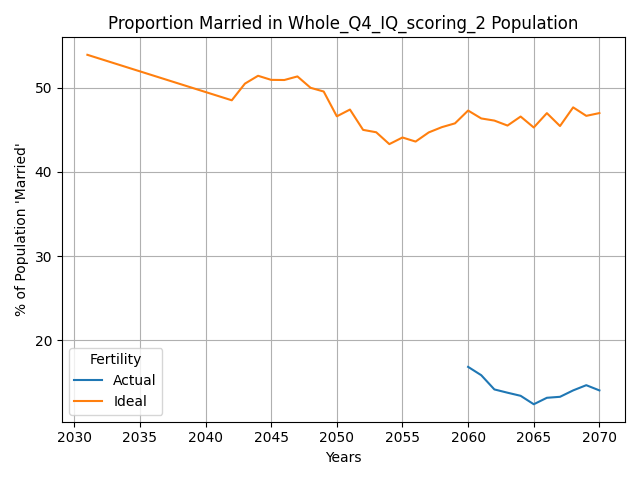 Proportion Married in Whole_Q4_IQ_scoring_2 Population
% of Population 'Married'
50
40
30
20
Fertility
Actual
Ideal
2030 2035 2040 2045 2050 2055 2060 2065 2070
Years